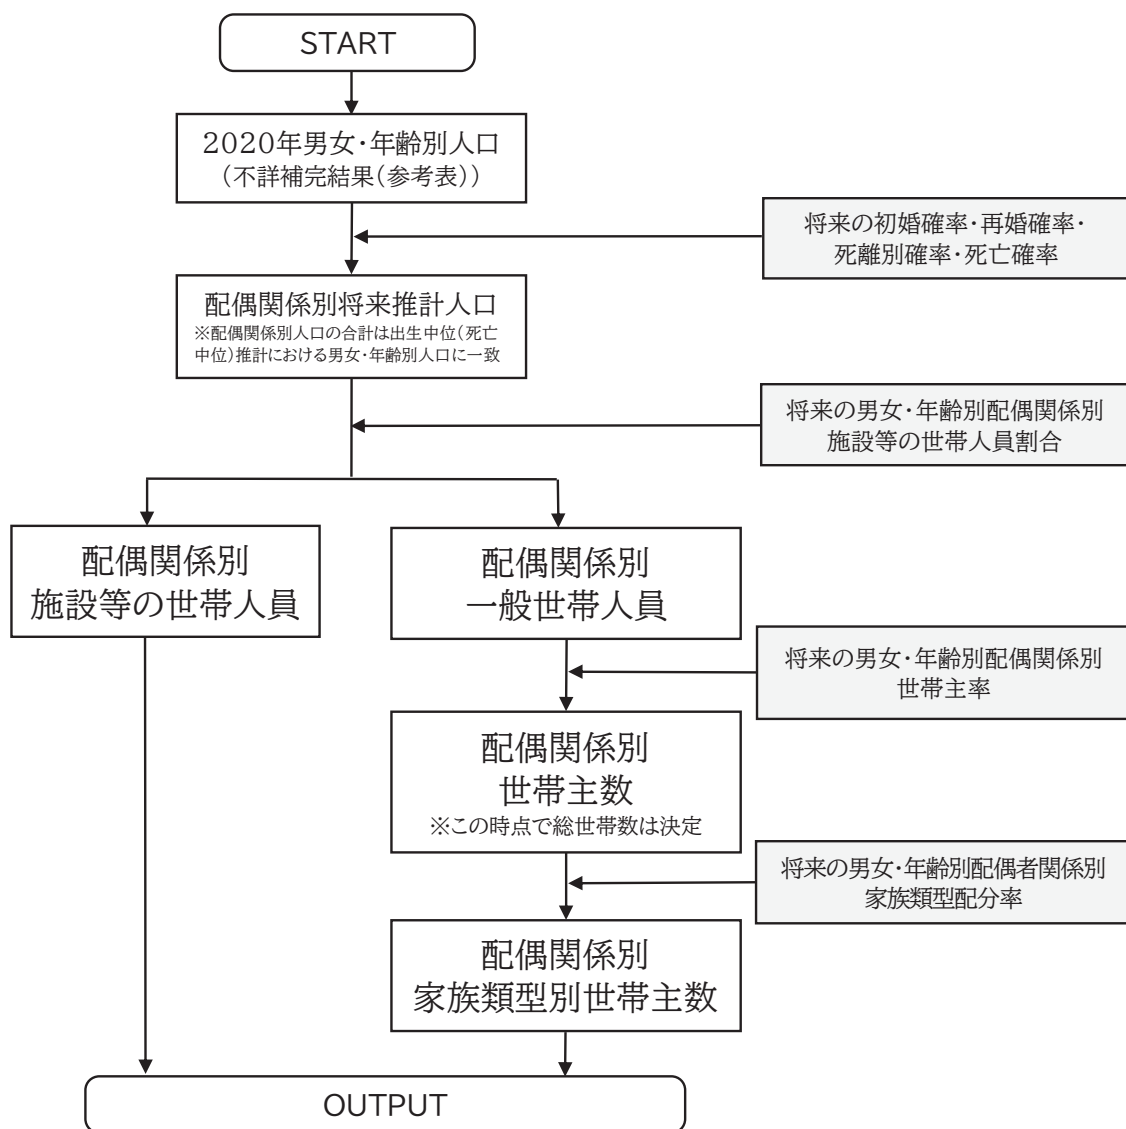 START
2020年男女・年齢別人口
（不詳補完結果（参考表））
将来の初婚確率・再婚確率・
死離別確率・死亡確率
配偶関係別将来推計人口
※配偶関係別人口の合計は出生中位（死亡
中位）推計における男女・年齢別人口に一致
将来の男女・年齢別配偶関係別
施設等の世帯人員割合
配偶関係別
施設等の世帯人員
配偶関係別
一般世帯人員
将来の男女・年齢別配偶関係別
世帯主率
配偶関係別
世帯主数
※この時点で総世帯数は決定
将来の男女・年齢別配偶者関係別
家族類型配分率
配偶関係別
家族類型別世帯主数
OUTPUT